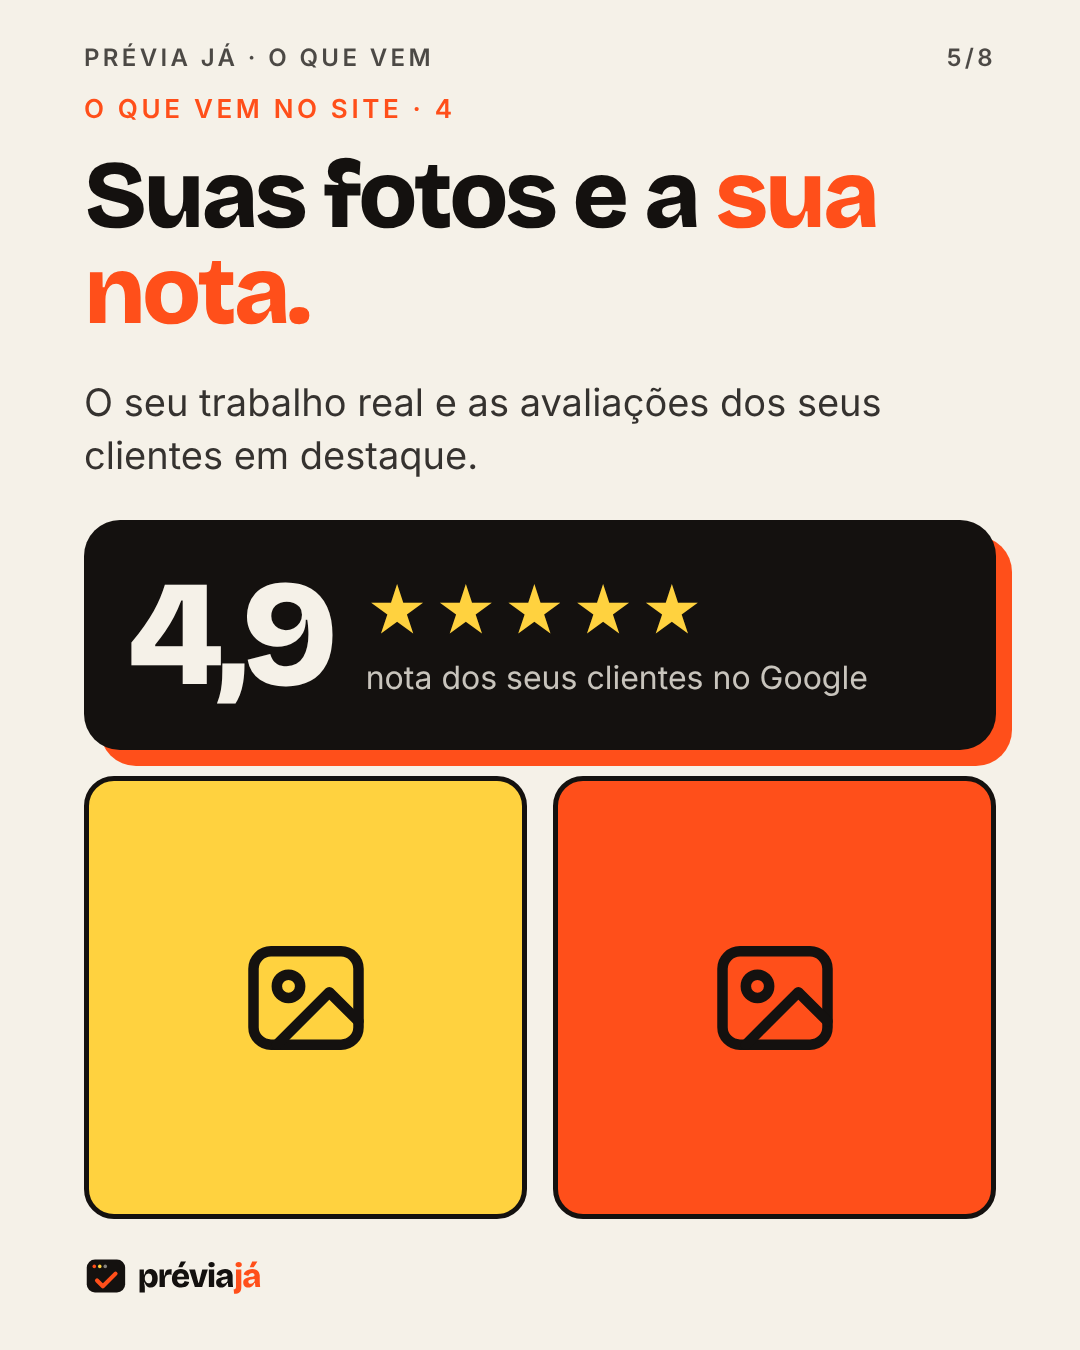 PRÉVIA JÁ · O QUE VEM
5/8
O QUE VEM NO SITE · 4
Suas fotos e a sua
nota.
O seu trabalho real e as avaliações dos seus
clientes em destaque.
4,9
★★★★★
nota dos seus clientes no Google
préviajá